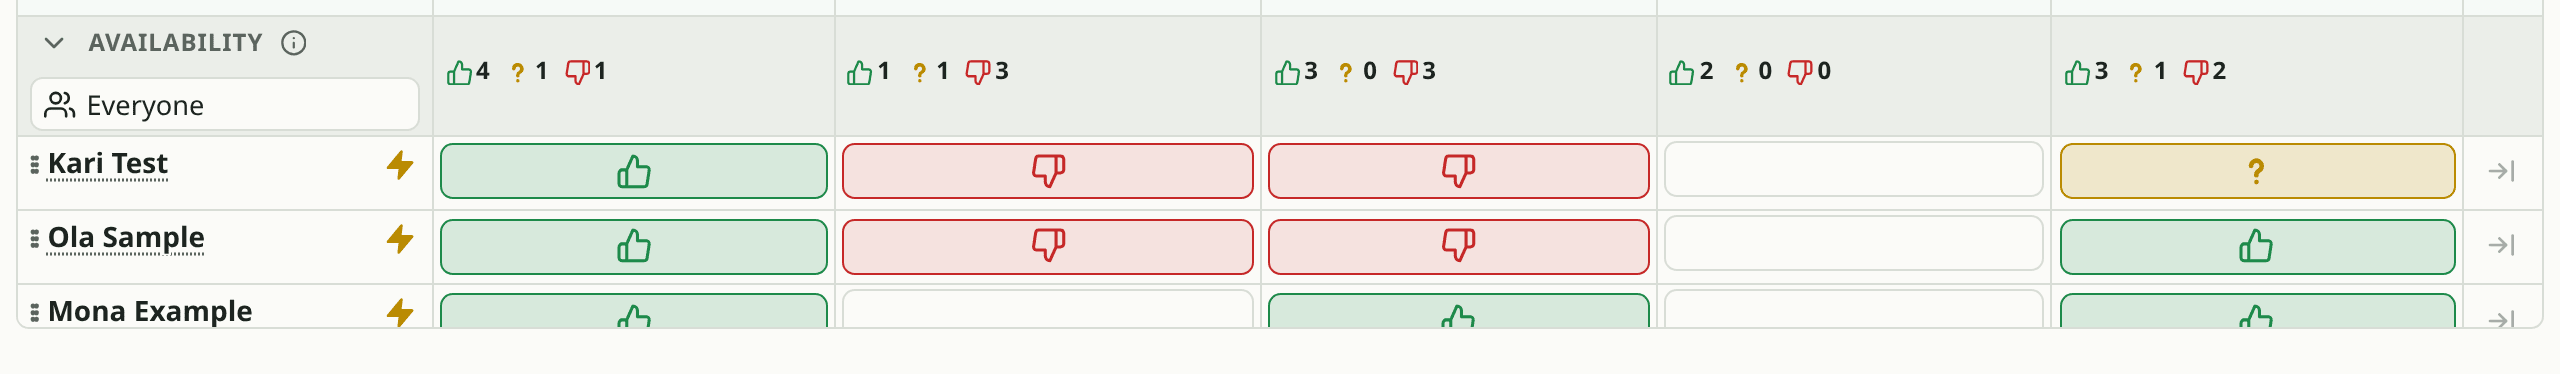 AVAILABILITY
4 ? 1 1
1 ? 1 3
3 ? 0 3
2 ? 0 0
3 ? 1 2
Everyone
Kari Test
?
Ola Sample
Mona Example